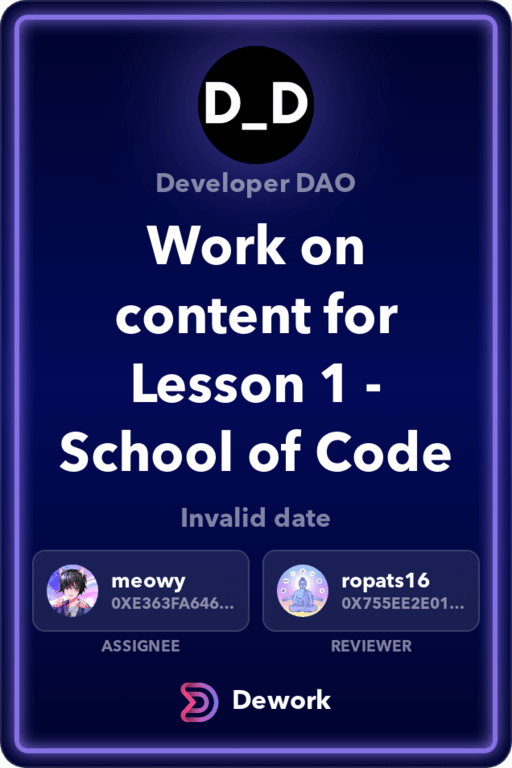 D_D
Developer DAO
Work on
content for
Lesson 1 -
School of Code
Invalid date
meowy
0XE363FA646...
ASSIGNEE
ropats16
0X755EE2E01...
REVIEWER
Dework